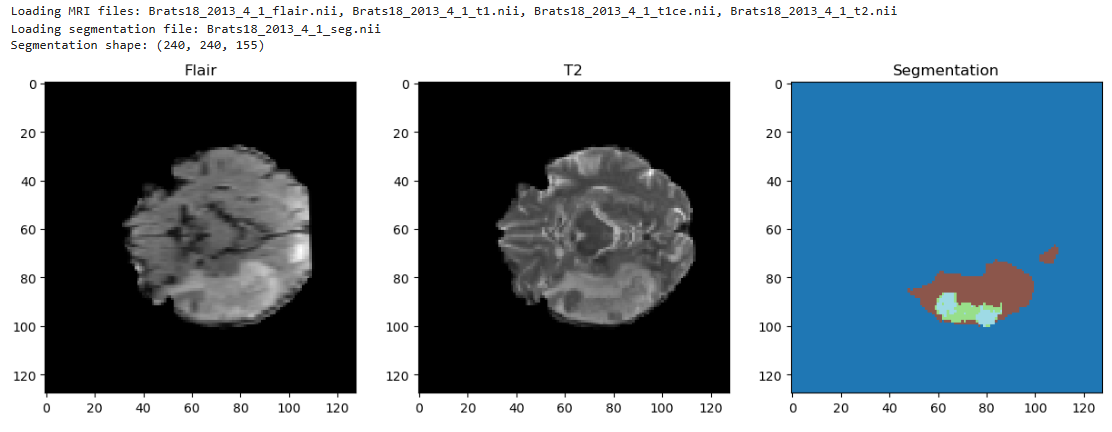 Loading MRI files: Brats18_2013_4_1_flair.nii, Brats18_2013_4_1_t1.nii, Brats18_2013_4_1_t1ce.nii, Brats18_2013_4_1_t2.nii
Loading segmentation file: Brats18_2013_4_1_seg.nii
Segmentation shape: (240, 240, 155)
Flair T2 Segmentation
0 0 0
20 20 20
40 40 40
60 60 60
80 80 80
100 100 100
120 120 120
0 20 40 60 80 100 120 0 20 40 60 80 100 120 0 20 40 60 80 100 120